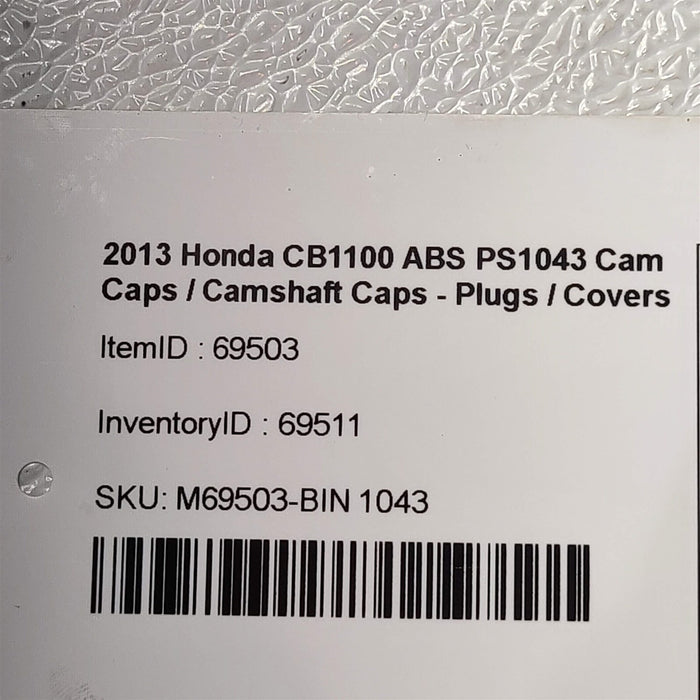 2013 Honda CB1100 ABS PS1043 Cam
Caps / Camshaft Caps - Plugs / Covers
ItemID : 69503
InventoryID : 69511
SKU: M69503-BIN 1043